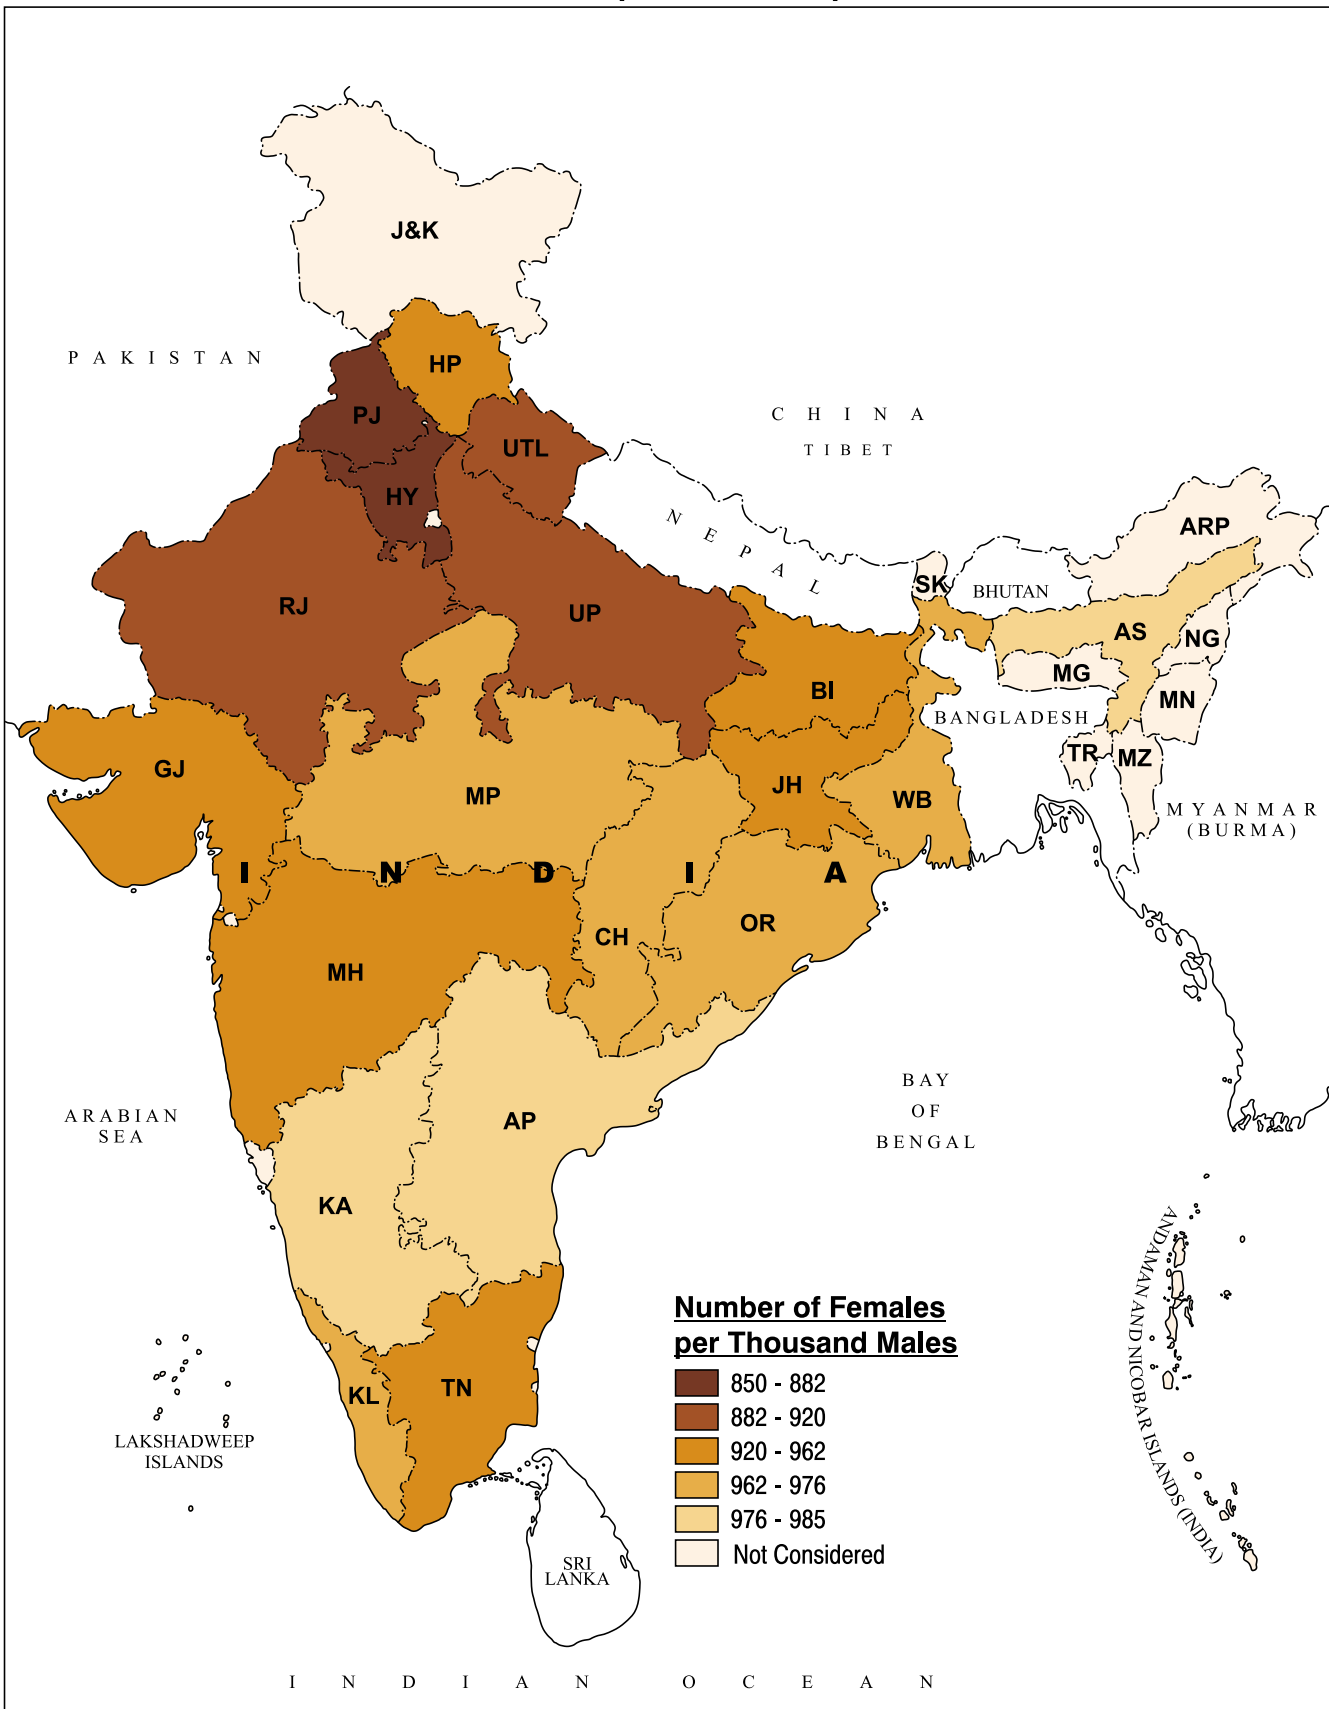 J&K
PAKISTAN
HP
PJ
CHINA
TIBET
UTL
HY
NEPAL
ARP
SK
BHUTAN
RJ
UP
AS
NG
MG
BI
MN
BANGLADESH
TR
MZ
GJ
JH
MP
WB
MYANMAR
(BURMA)
INDIA
OR
CH
MH
BAY
OF
BENGAL
ARABIAN
SEA
AP
KA
ANDAMAN AND NICOBAR ISLANDS (INDIA)
Number of Females
per Thousand Males
850 - 882
882 - 920
920 - 962
962 - 976
976 - 985
Not Considered
KL
TN
LAKSHADWEEP
ISLANDS
SRI
LANKA
INDIAN OCEAN